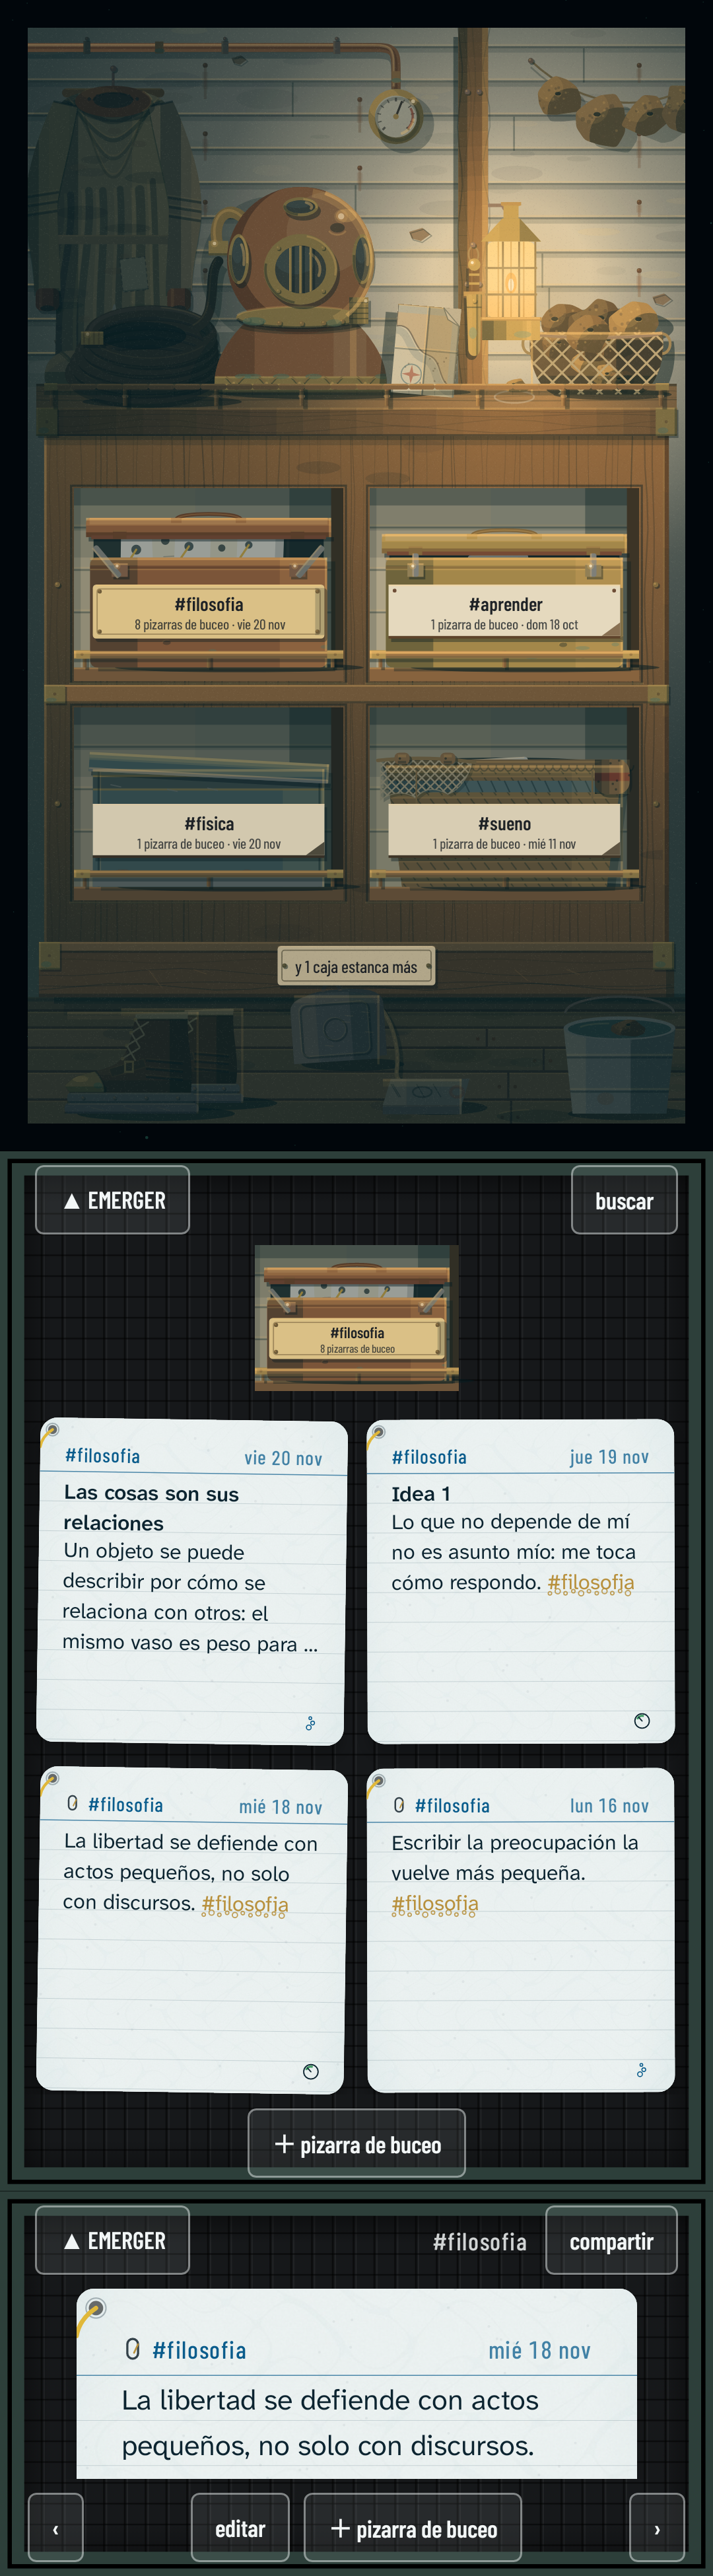 #filosofia
8 pizarras de buceo · vie 20 nov
#aprender
1 pizarra de buceo · dom 18 oct
#fisica
1 pizarra de buceo · vie 20 nov
#sueno
1 pizarra de buceo · mié 11 nov
y 1 caja estanca más
▲ EMERGER
buscar
#filosofia
8 pizarras de buceo
#filosofia vie 20 nov
Las cosas son sus
relaciones
Un objeto se puede
describir por cómo se
relaciona con otros: el
mismo vaso es peso para ...
#filosofia jue 19 nov
Idea 1
Lo que no depende de mí
no es asunto mío: me toca
cómo respondo. #filosofia
#filosofia mié 18 nov
La libertad se defiende con
actos pequeños, no solo
con discursos. #filosofia
#filosofia lun 16 nov
Escribir la preocupación la
vuelve más pequeña.
#filosofia
+ pizarra de buceo
▲ EMERGER
#filosofia
compartir
#filosofia mié 18 nov
La libertad se defiende con actos
pequeños, no solo con discursos.
‹
editar
+ pizarra de buceo
›